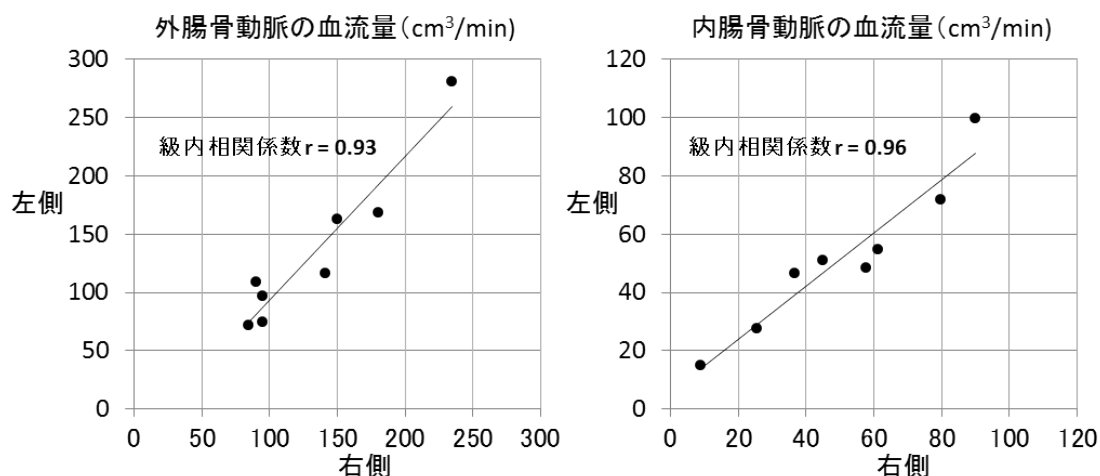 外腸骨動脈の血流量(cm³/min)
300
250
200
150
100
50
0
左側
級内相関係数r = 0.93
0 50 100 150 200 250 300
右側
内腸骨動脈の血流量(cm³/min)
120
100
80
60
40
20
0
左側
級内相関係数r = 0.96
0 20 40 60 80 100 120
右側